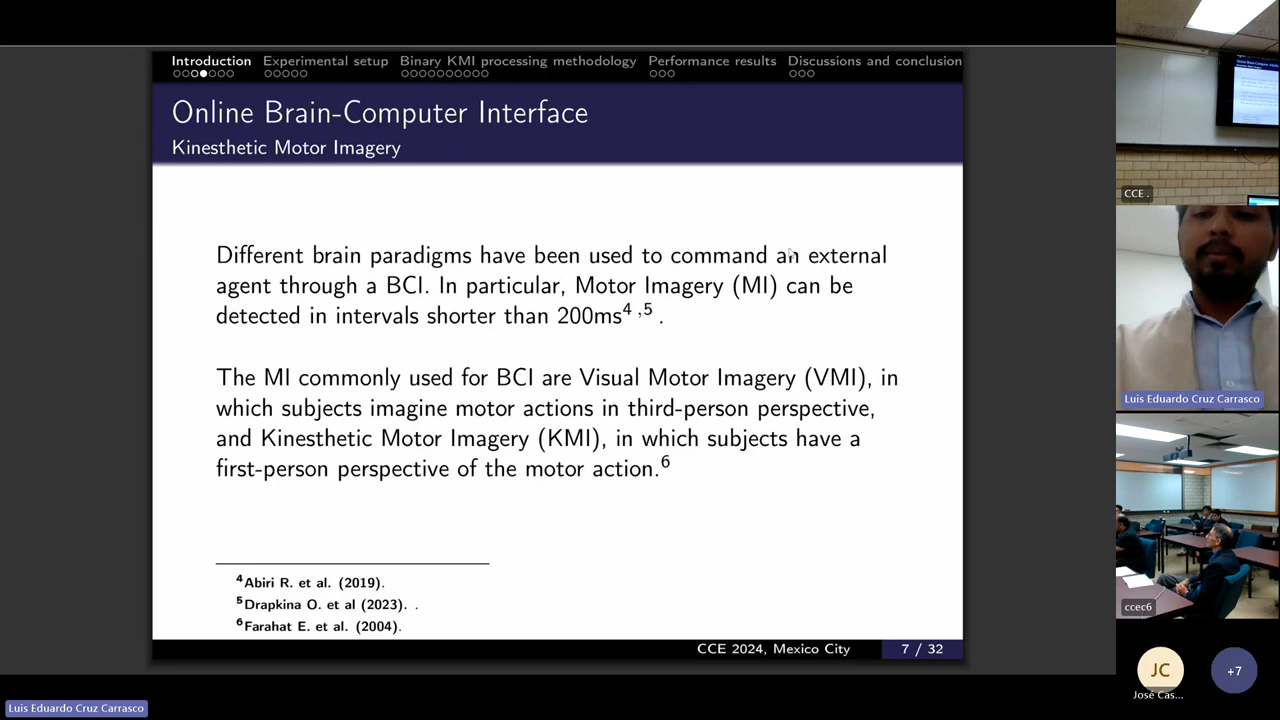 Introduction Experimental setup Binary KMI processing methodology Performance results Discussions and conclusion
Online Brain-Computer Interface
Kinesthetic Motor Imagery
Different brain paradigms have been used to command an external
agent through a BCI. In particular, Motor Imagery (MI) can be
detected in intervals shorter than 200ms4 ,5 .
The MI commonly used for BCI are Visual Motor Imagery (VMI), in
which subjects imagine motor actions in third-person perspective,
and Kinesthetic Motor Imagery (KMI), in which subjects have a
first-person perspective of the motor action.6
4Abiri R. et al. (2019).
5Drapkina O. et al (2023). .
6Farahat E. et al. (2004).
CCE 2024, Mexico City 7 / 32
CCE .
Luis Eduardo Cruz Carrasco
ccec6
JC
José Cas...
+7
Luis Eduardo Cruz Carrasco